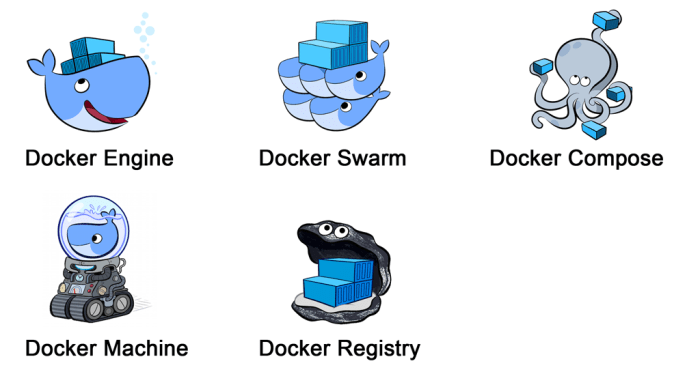 Docker Engine
Docker Swarm
Docker Compose
Docker Machine
Docker Registry